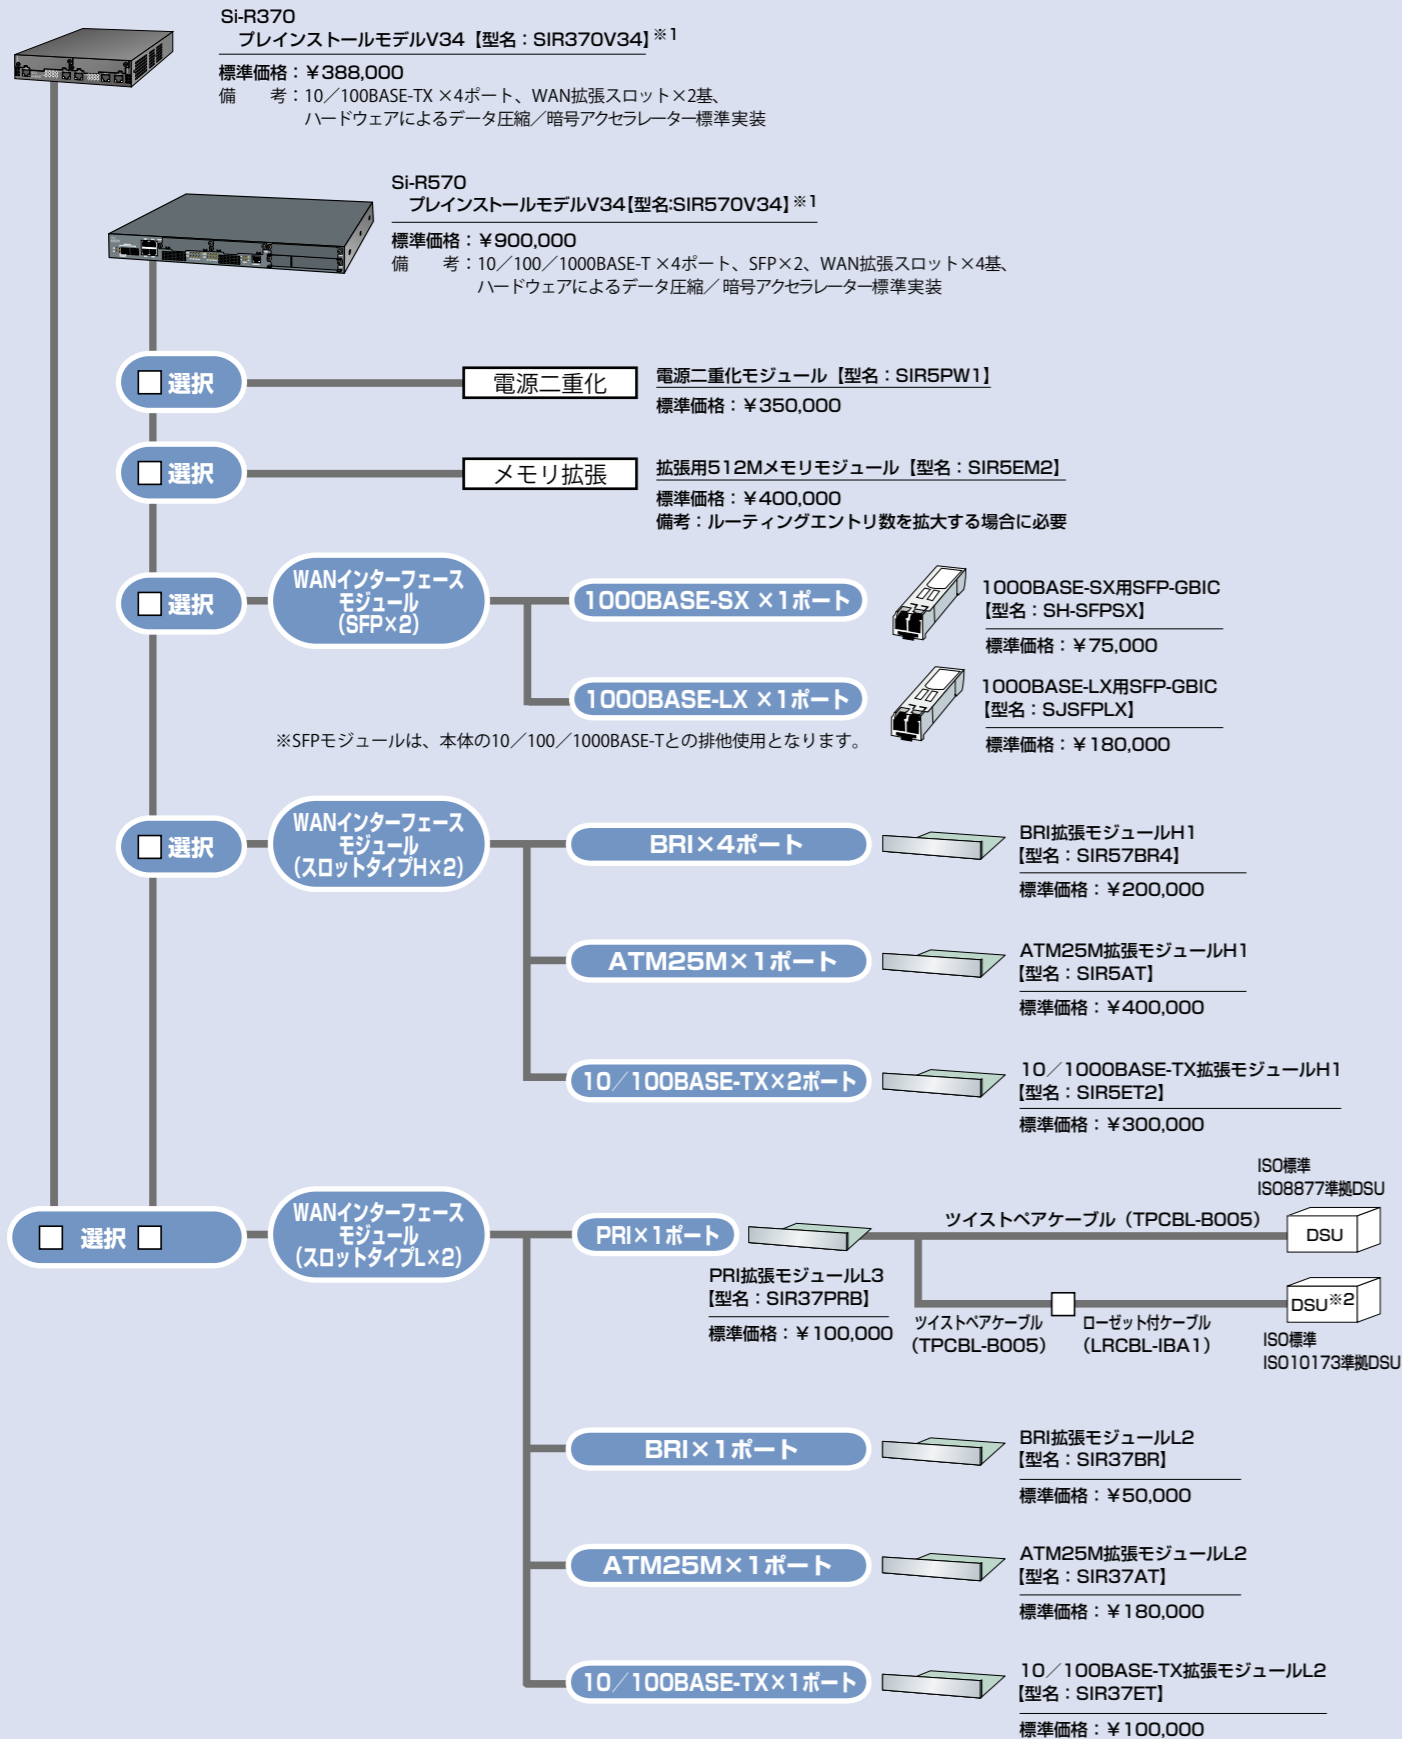 Si-R370
プレインストールモデルV34【型名：SIR370V34】※1
標準価格：￥388,000
備　　考：10／100BASE-TX ×4ポート、WAN拡張スロット×2基、
ハードウェアによるデータ圧縮／暗号アクセラレーター標準実装
Si-R570
プレインストールモデルV34【型名:SIR570V34】※1
標準価格：￥900,000
備　　考：10／100／1000BASE-T ×4ポート、SFP×2、WAN拡張スロット×4基、
ハードウェアによるデータ圧縮／暗号アクセラレーター標準実装
選択
電源二重化
電源二重化モジュール【型名：SIR5PW1】
標準価格：￥350,000
選択
メモリ拡張
拡張用512Mメモリモジュール【型名：SIR5EM2】
標準価格：￥400,000
備考：ルーティングエントリ数を拡大する場合に必要
選択
WANインターフェース
モジュール
（SFP×2）
1000BASE-SX ×1ポート
1000BASE-SX用SFP-GBIC
【型名：SH-SFPSX】
標準価格：￥75,000
1000BASE-LX ×1ポート
1000BASE-LX用SFP-GBIC
【型名：SJSFPLX】
標準価格：￥180,000
※SFPモジュールは、本体の10／100／1000BASE-Tとの排他使用となります。
選択
WANインターフェース
モジュール
（スロットタイプH×2）
BRI×4ポート
BRI拡張モジュールH1
【型名：SIR57BR4】
標準価格：￥200,000
ATM25M×1ポート
ATM25M拡張モジュールH1
【型名：SIR5AT】
標準価格：￥400,000
10／100BASE-TX×2ポート
10／1000BASE-TX拡張モジュールH1
【型名：SIR5ET2】
標準価格：￥300,000
選択
WANインターフェース
モジュール
（スロットタイプL×2）
PRI×1ポート
PRI拡張モジュールL3
【型名：SIR37PRB】
標準価格：￥100,000
ツイストペアケーブル（TPCBL-B005）
ISO標準
ISO8877準拠DSU
DSU
ツイストペアケーブル
（TPCBL-B005）
ローゼット付ケーブル
（LRCBL-IBA1）
DSU※2
ISO標準
ISO10173準拠DSU
BRI×1ポート
BRI拡張モジュールL2
【型名：SIR37BR】
標準価格：￥50,000
ATM25M×1ポート
ATM25M拡張モジュールL2
【型名：SIR37AT】
標準価格：￥180,000
10／100BASE-TX×1ポート
10／100BASE-TX拡張モジュールL2
【型名：SIR37ET】
標準価格：￥100,000